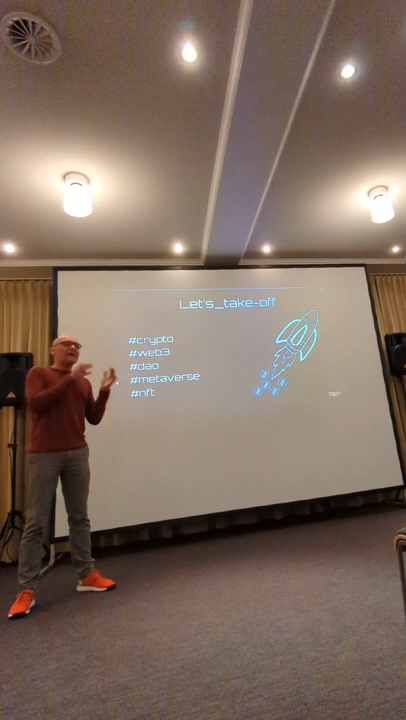 Let's_take-off
#crypto
#web3
#dao
#metaverse
#nft